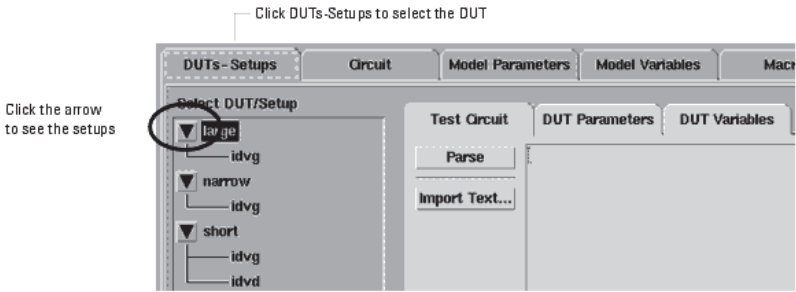 Click DUTs-Setups to select the DUT
DUTs-Setups Circuit Model Parameters Model Variables
Click the arrow
to see the setups
Select DUT/Setup
large
idvg
narrow
idvg
short
idvg
idvd
Test Circuit DUT Parameters DUT Variables
Parse
Import Text...